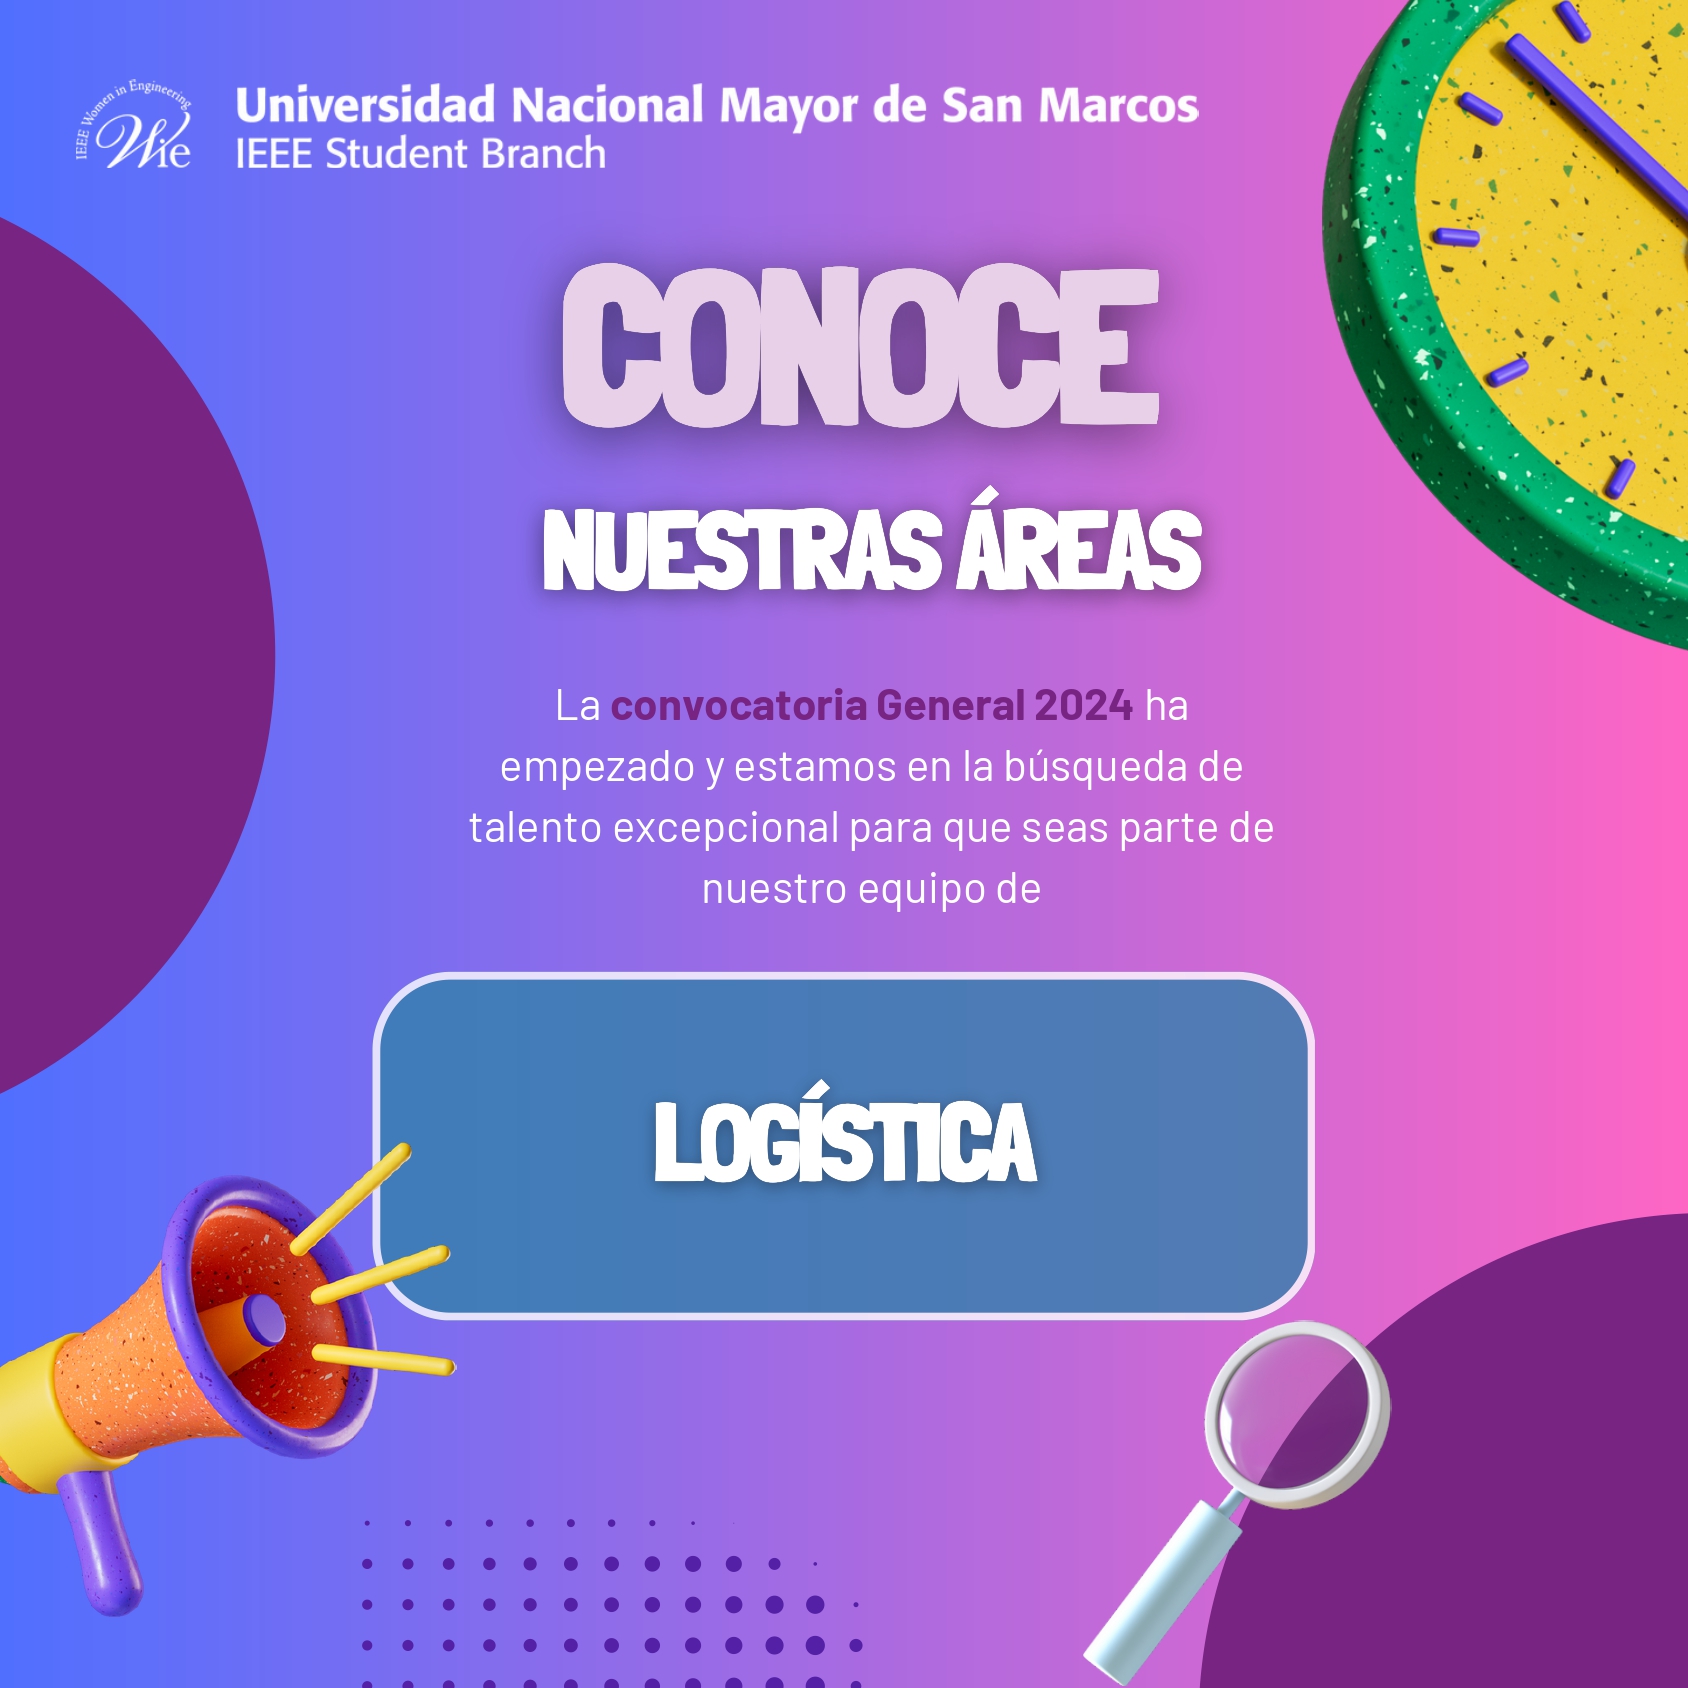 IEEE Women in Engineering
Wie
Universidad Nacional Mayor de San Marcos
IEEE Student Branch
CONOCE
NUESTRAS ÁREAS
La convocatoria General 2024 ha
empezado y estamos en la búsqueda de
talento excepcional para que seas parte de
nuestro equipo de
LOGÍSTICA